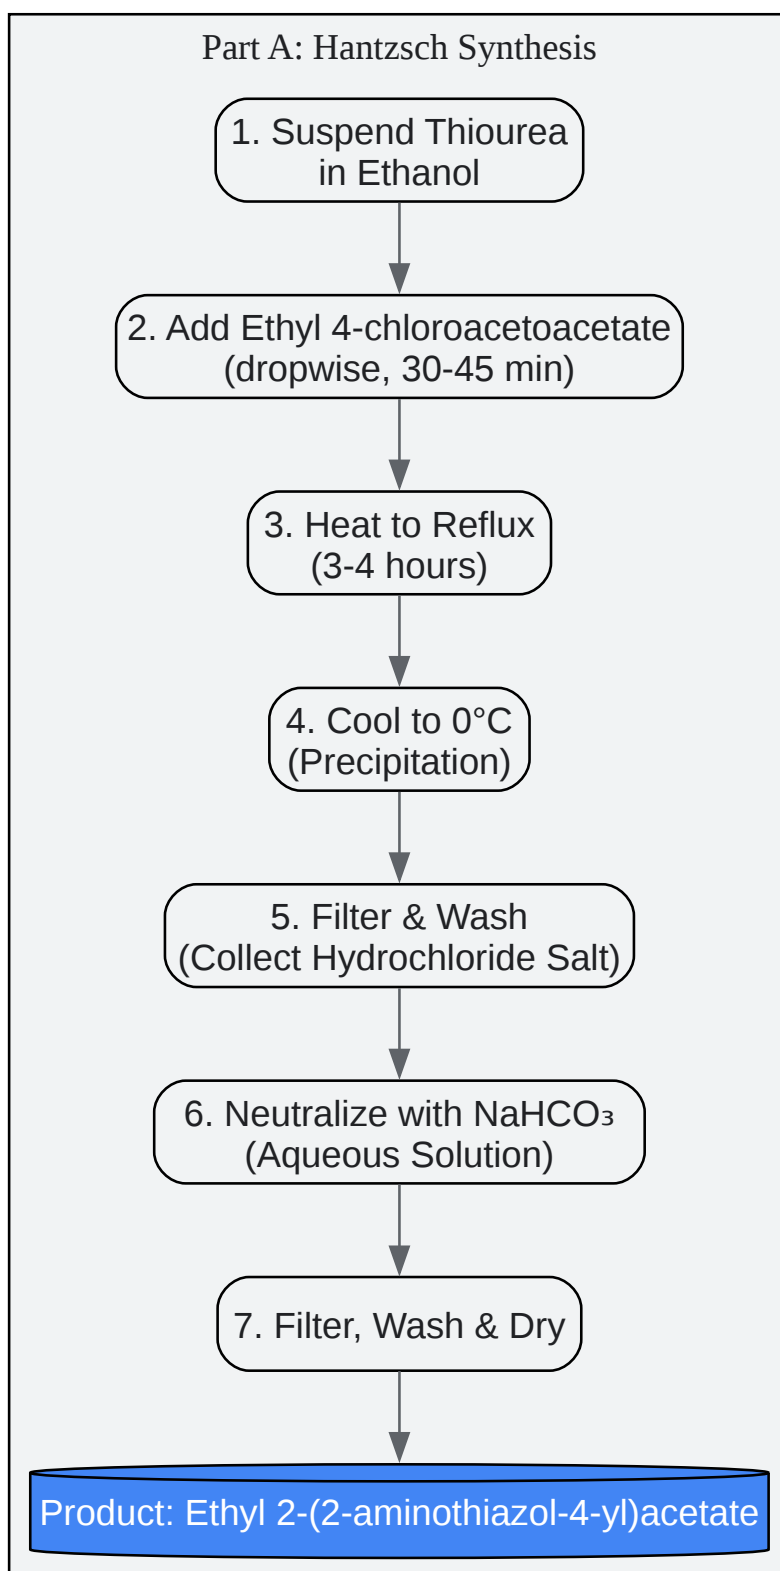 Part A: Hantzsch Synthesis
1. Suspend Thiourea
in Ethanol
2. Add Ethyl 4-chloroacetoacetate
(dropwise, 30-45 min)
3. Heat to Reflux
(3-4 hours)
4. Cool to 0°C
(Precipitation)
5. Filter & Wash
(Collect Hydrochloride Salt)
6. Neutralize with NaHCO₃
(Aqueous Solution)
7. Filter, Wash & Dry
Product: Ethyl 2-(2-aminothiazol-4-yl)acetate